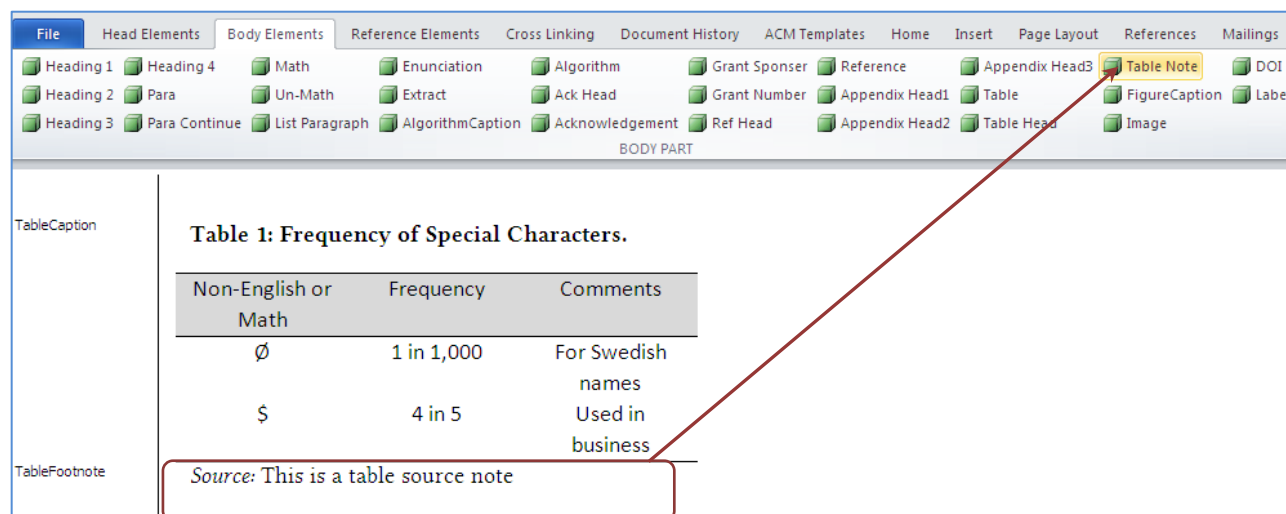 File Head Elements Body Elements Reference Elements Cross Linking Document History ACM Templates Home Insert Page Layout References Mailings
Heading 1 Heading 4 Math Enunciation Algorithm Grant Sponser Reference Appendix Head3 Table Note DOI
Heading 2 Para Un-Math Extract Ack Head Grant Number Appendix Head1 Table FigureCaption Labe
Heading 3 Para Continue List Paragraph AlgorithmCaption Acknowledgement Ref Head Appendix Head2 Table Head Image
BODY PART
TableCaption
Table 1: Frequency of Special Characters.
Non-English or Frequency Comments
Math
Ø 1 in 1,000 For Swedish
names
$ 4 in 5 Used in
business
TableFootnote
Source: This is a table source note